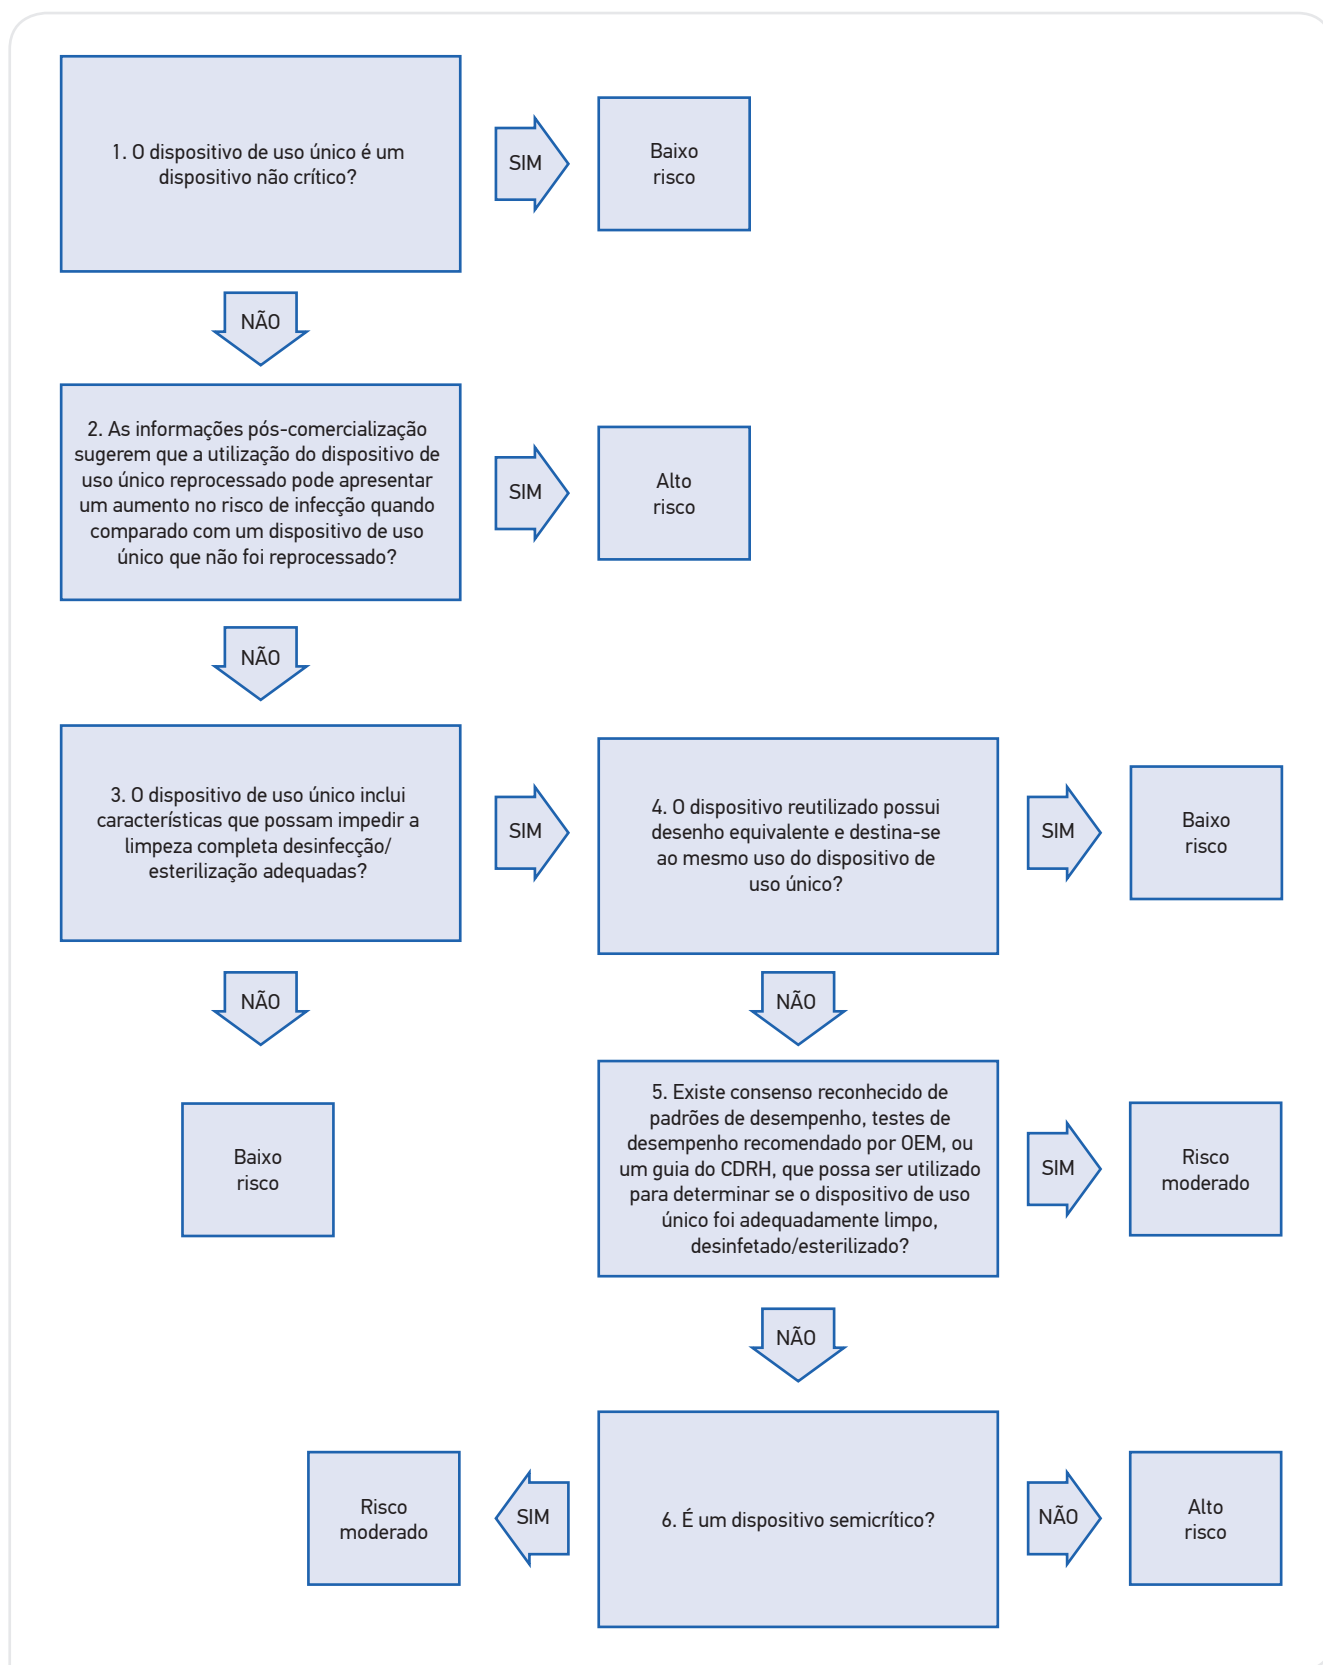 1. O dispositivo de uso único é um
dispositivo não crítico?
SIM
Baixo
risco
NÃO
2. As informações pós-comercialização
sugerem que a utilização do dispositivo de
uso único reprocessado pode apresentar
um aumento no risco de infecção quando
comparado com um dispositivo de uso
único que não foi reprocessado?
SIM
Alto
risco
NÃO
3. O dispositivo de uso único inclui
características que possam impedir a
limpeza completa desinfecção/
esterilização adequadas?
SIM
4. O dispositivo reutilizado possui
desenho equivalente e destina-se
ao mesmo uso do dispositivo de
uso único?
SIM
Baixo
risco
NÃO
NÃO
Baixo
risco
5. Existe consenso reconhecido de
padrões de desempenho, testes de
desempenho recomendado por OEM, ou
um guia do CDRH, que possa ser utilizado
para determinar se o dispositivo de uso
único foi adequadamente limpo,
desinfetado/esterilizado?
SIM
Risco
moderado
NÃO
Risco
moderado
SIM
6. É um dispositivo semicrítico?
NÃO
Alto
risco